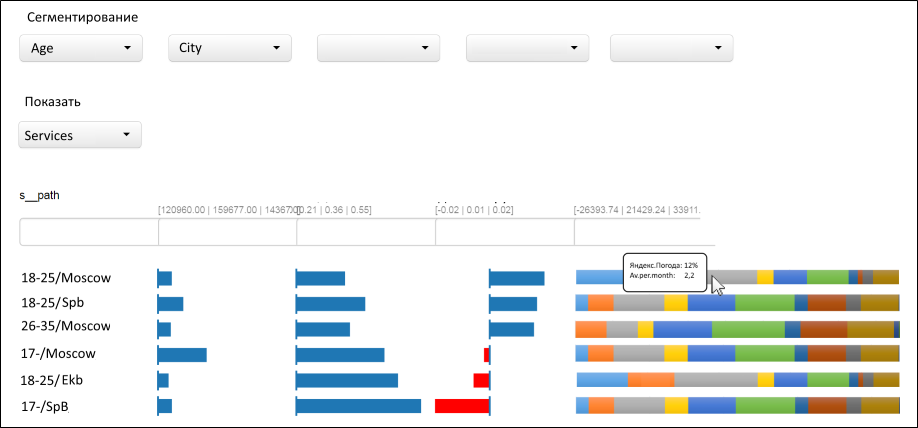 Сегментирование
Age City
Показать
Services
s__path
[120960.00 | 159677.00 | 14367 [0.21 | 0.36 | 0.55] [-0.02 | 0.01 | 0.02] [-26393.74 | 21429.24 | 33911.
18-25/Moscow
Яндекс.Погода: 12%
Av.per.month: 2,2
18-25/Spb
26-35/Moscow
17-/Moscow
18-25/Ekb
17-/SpB